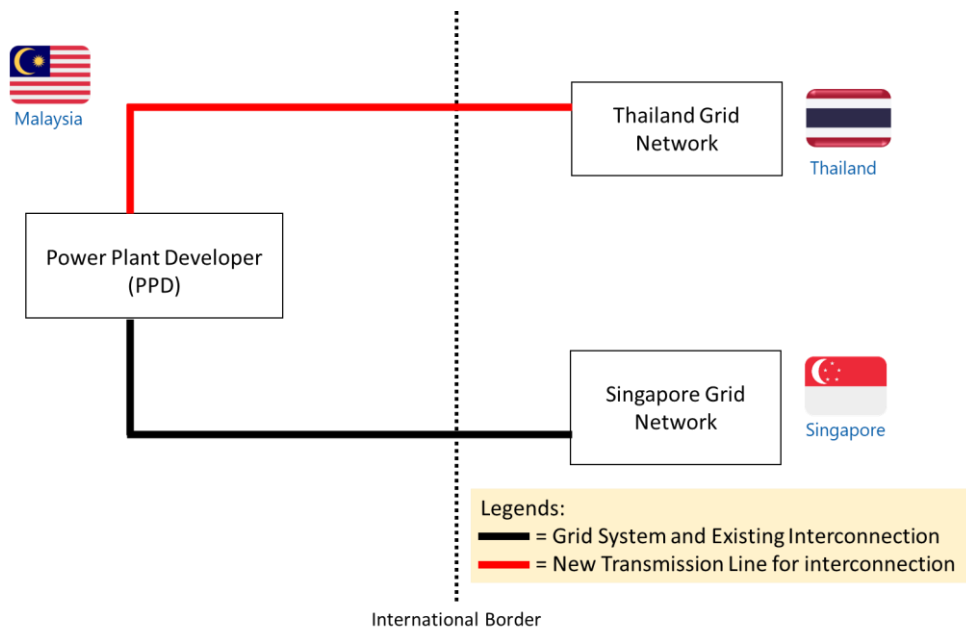 Malaysia
Thailand Grid
Network
Thailand
Power Plant Developer
(PPD)
Singapore Grid
Network
Singapore
Legends:
= Grid System and Existing Interconnection
= New Transmission Line for interconnection
International Border